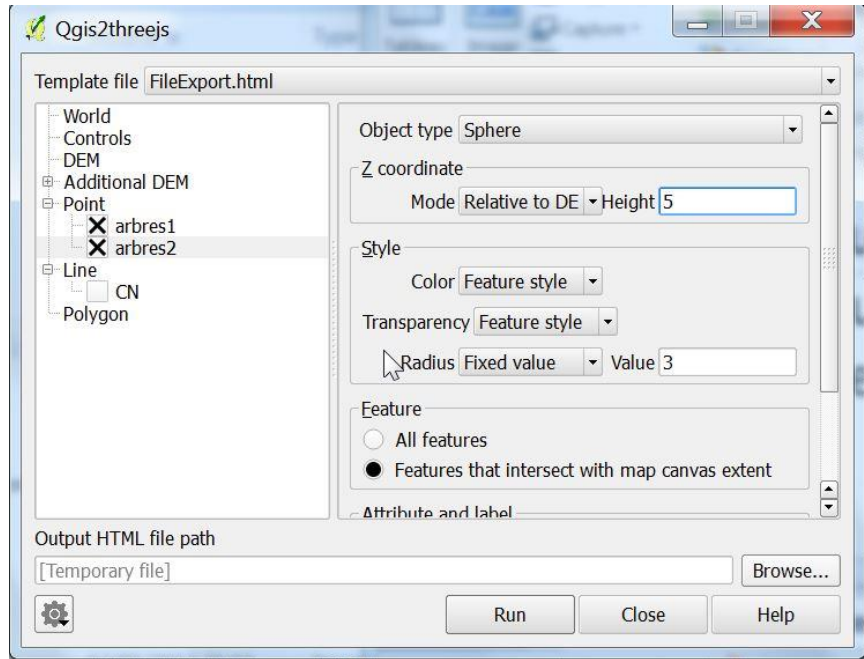 Qgis2threejs
Template file FileExport.html
World
Controls
DEM
Additional DEM
Point
arbres1
arbres2
Line
CN
Polygon
Object type Sphere
Z coordinate
Mode Relative to DE Height 5
Style
Color Feature style
Transparency Feature style
Radius Fixed value Value 3
Feature
All features
Features that intersect with map canvas extent
Attribute and label
Output HTML file path
[Temporary file] Browse...
Run Close Help